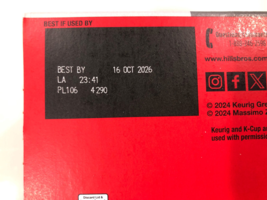 BEST IF USED BY
BEST BY 16 OCT 2026
LA 23:41
PL106 4290
www.hillsbros.com
© 2024 Keurig Gre
© 2024 Massimo
Keurig and K-Cup a
used with permiss